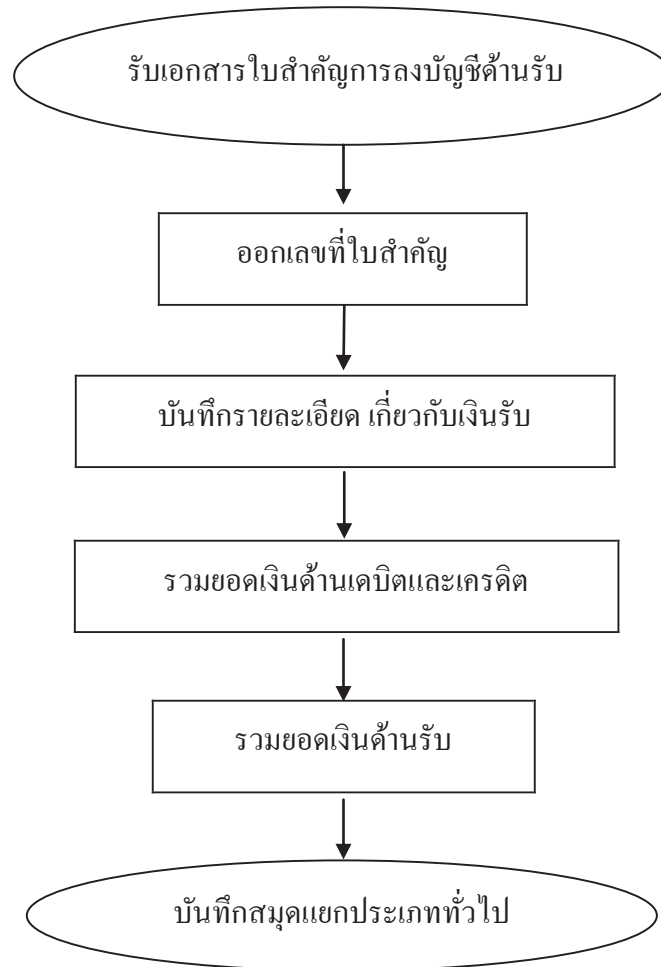 รับเอกสารใบสำคัญการลงบัญชีด้านรับ
ออกเลขที่ใบสำคัญ
บันทึกรายละเอียด เกี่ยวกับเงินรับ
รวมยอดเงินด้านเดบิตและเครดิต
รวมยอดเงินด้านรับ
บันทึกสมุดแยกประเภททั่วไป